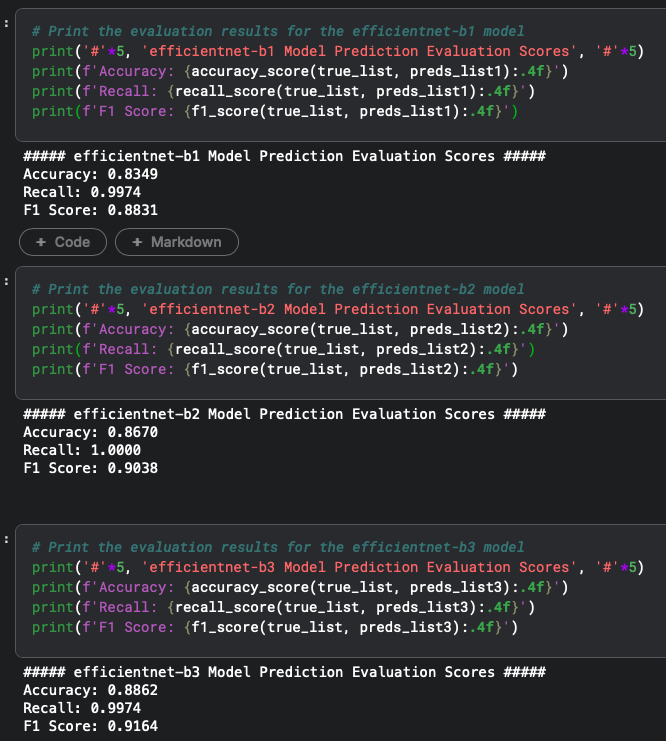 :
# Print the evaluation results for the efficientnet-b1 model
print('#'*5, 'efficientnet-b1 Model Prediction Evaluation Scores', '#'*5)
print(f'Accuracy: {accuracy_score(true_list, preds_list1):.4f}')
print(f'Recall: {recall_score(true_list, preds_list1):.4f}')
print(f'F1 Score: {f1_score(true_list, preds_list1):.4f}')
##### efficientnet-b1 Model Prediction Evaluation Scores #####
Accuracy: 0.8349
Recall: 0.9974
F1 Score: 0.8831
+ Code + Markdown
:
# Print the evaluation results for the efficientnet-b2 model
print('#'*5, 'efficientnet-b2 Model Prediction Evaluation Scores', '#'*5)
print(f'Accuracy: {accuracy_score(true_list, preds_list2):.4f}')
print(f'Recall: {recall_score(true_list, preds_list2):.4f}')
print(f'F1 Score: {f1_score(true_list, preds_list2):.4f}')
##### efficientnet-b2 Model Prediction Evaluation Scores #####
Accuracy: 0.8670
Recall: 1.0000
F1 Score: 0.9038
:
# Print the evaluation results for the efficientnet-b3 model
print('#'*5, 'efficientnet-b3 Model Prediction Evaluation Scores', '#'*5)
print(f'Accuracy: {accuracy_score(true_list, preds_list3):.4f}')
print(f'Recall: {recall_score(true_list, preds_list3):.4f}')
print(f'F1 Score: {f1_score(true_list, preds_list3):.4f}')
##### efficientnet-b3 Model Prediction Evaluation Scores #####
Accuracy: 0.8862
Recall: 0.9974
F1 Score: 0.9164